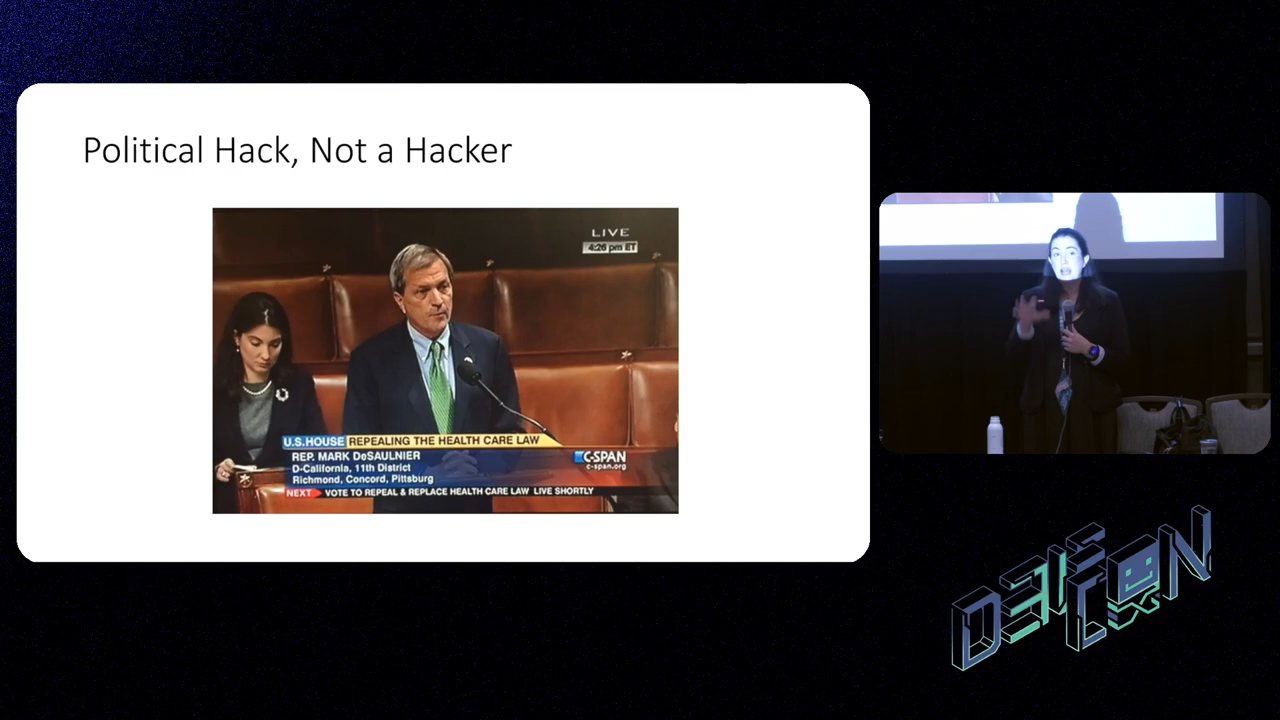 Political Hack, Not a Hacker
LIVE
4:26 pm ET
U.S.HOUSE REPEALING THE HEALTH CARE LAW
REP. MARK DeSAULNIER
D-California, 11th District
Richmond, Concord, Pittsburg
C-SPAN
c-span.org
NEXT VOTE TO REPEAL & REPLACE HEALTH CARE LAW LIVE SHORTLY
DEF CON